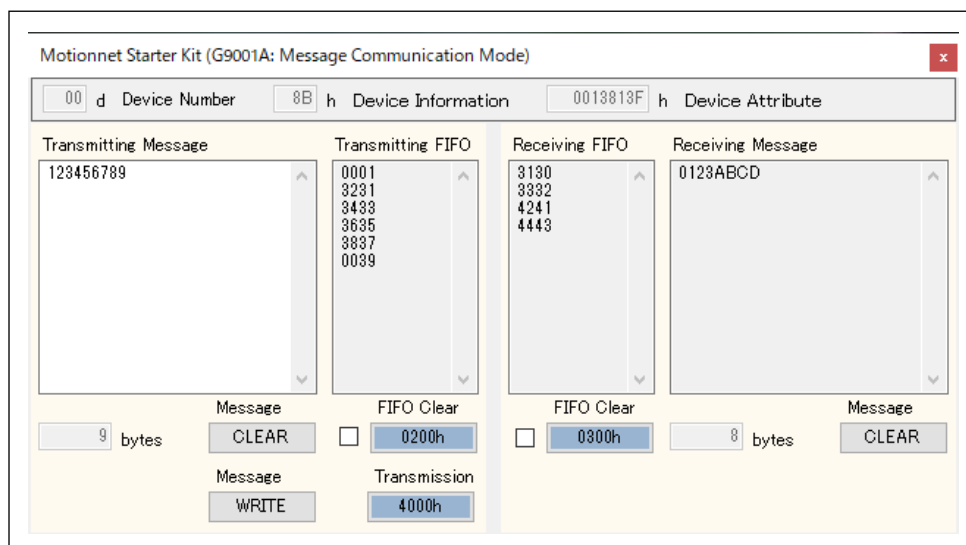 Motionnet Starter Kit (G9001A: Message Communication Mode)
x
00 d Device Number 8B h Device Information 0013813F h Device Attribute
Transmitting Message
123456789
Transmitting FIFO
0001
3231
3433
3635
3837
0039
Receiving FIFO
3130
3332
4241
4443
Receiving Message
0123ABCD
9 bytes
Message
CLEAR
FIFO Clear
0200h
Message
WRITE
Transmission
4000h
FIFO Clear
0300h
8 bytes
Message
CLEAR